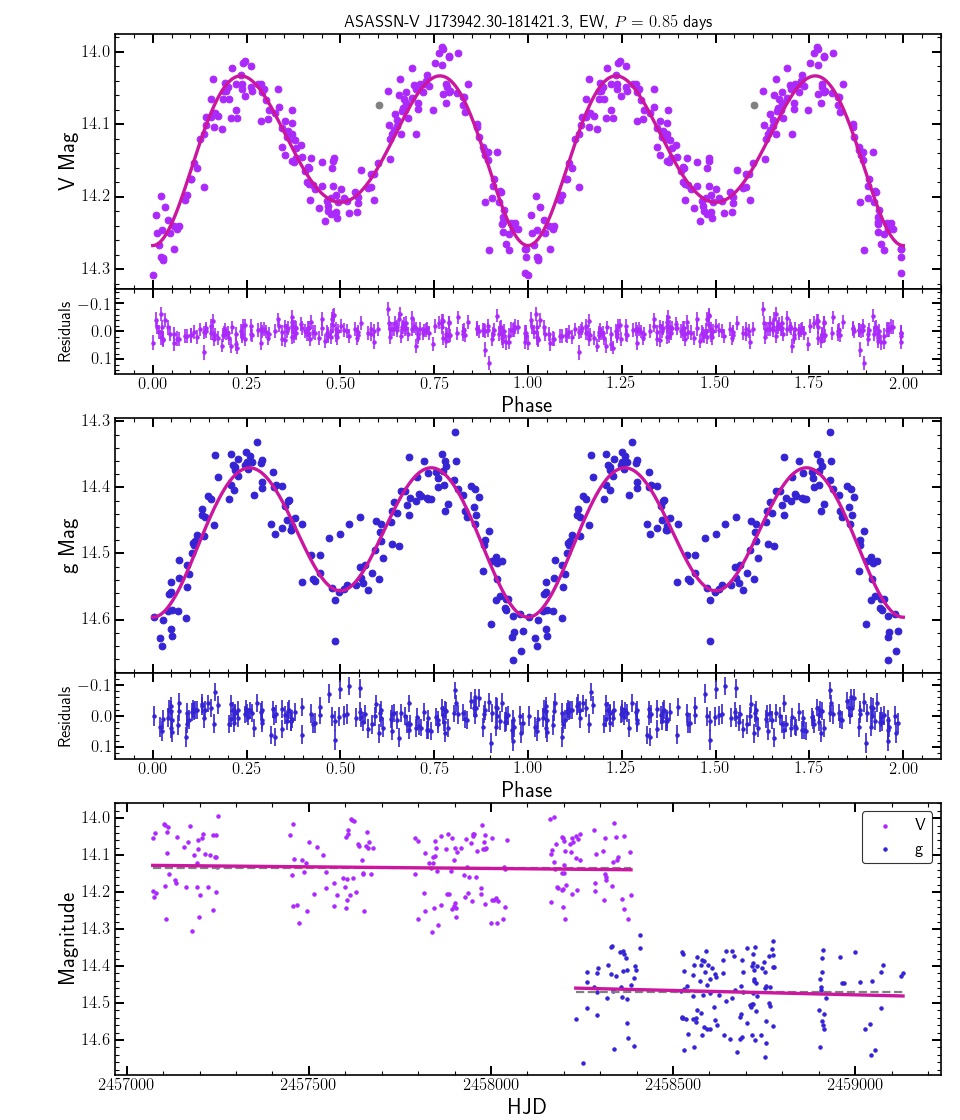 ASASSN-V J173942.30-181421.3, EW, P = 0.85 days
14.0
14.1
14.2
14.3
V Mag
−0.1
0.0
0.1
Residuals
0.00 0.25 0.50 0.75 1.00 1.25 1.50 1.75 2.00
Phase
14.3
14.4
14.5
14.6
g Mag
−0.1
0.0
0.1
Residuals
0.00 0.25 0.50 0.75 1.00 1.25 1.50 1.75 2.00
Phase
V
g
14.0
14.1
14.2
14.3
14.4
14.5
14.6
Magnitude
2457000 2457500 2458000 2458500 2459000
HJD